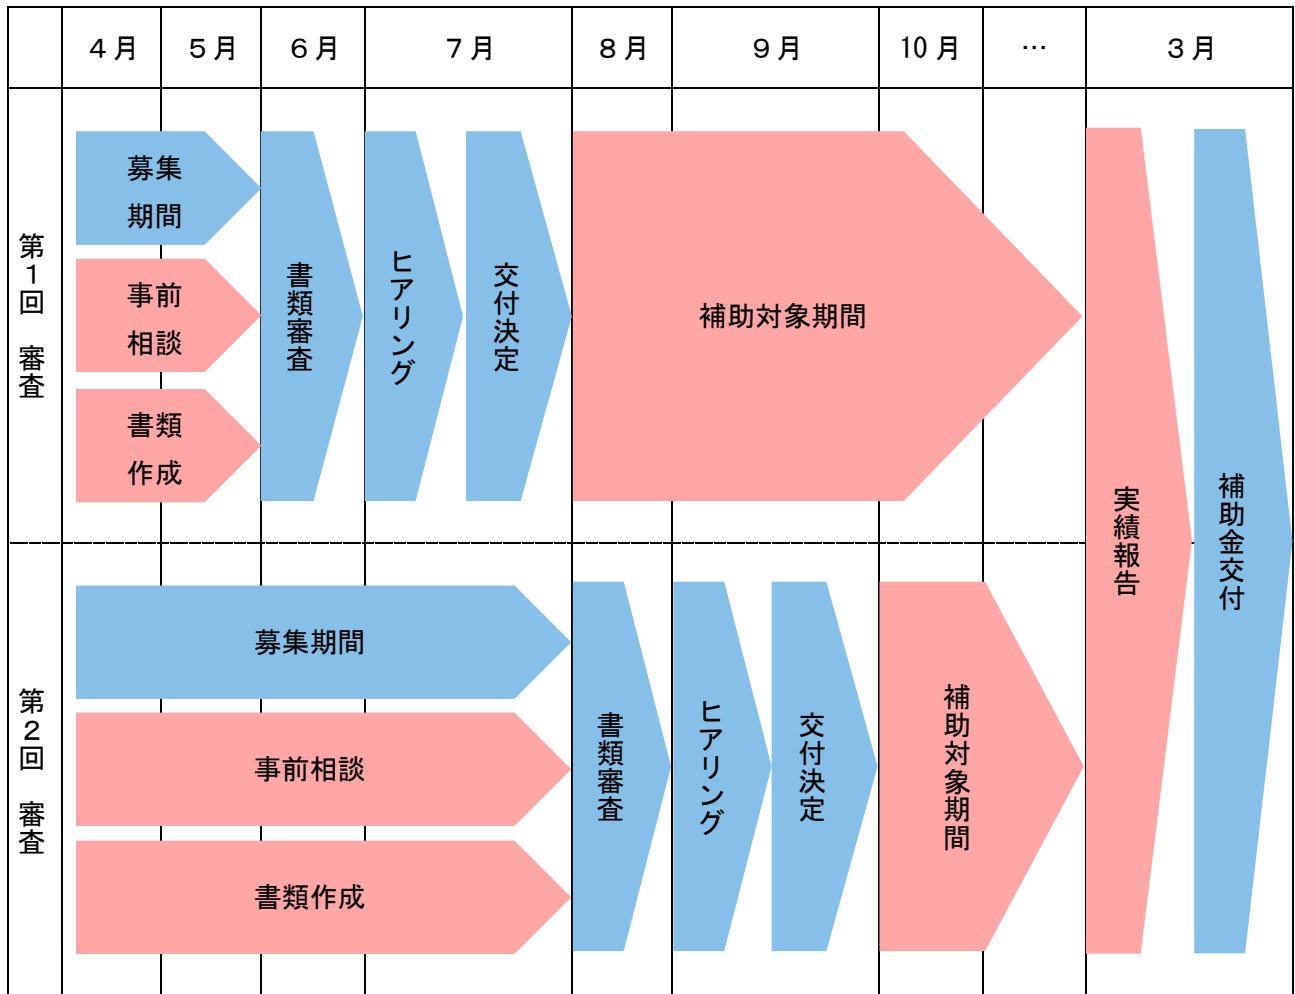 ４月 ５月 ６月 ７月 ８月 ９月 10月 … ３月
第１回 審査
募集
期間
事前
相談
書類
作成
書類審査
ヒアリング
交付決定
補助対象期間
実績報告
補助金交付
第２回 審査
募集期間
事前相談
書類作成
書類審査
ヒアリング
交付決定
補助対象期間